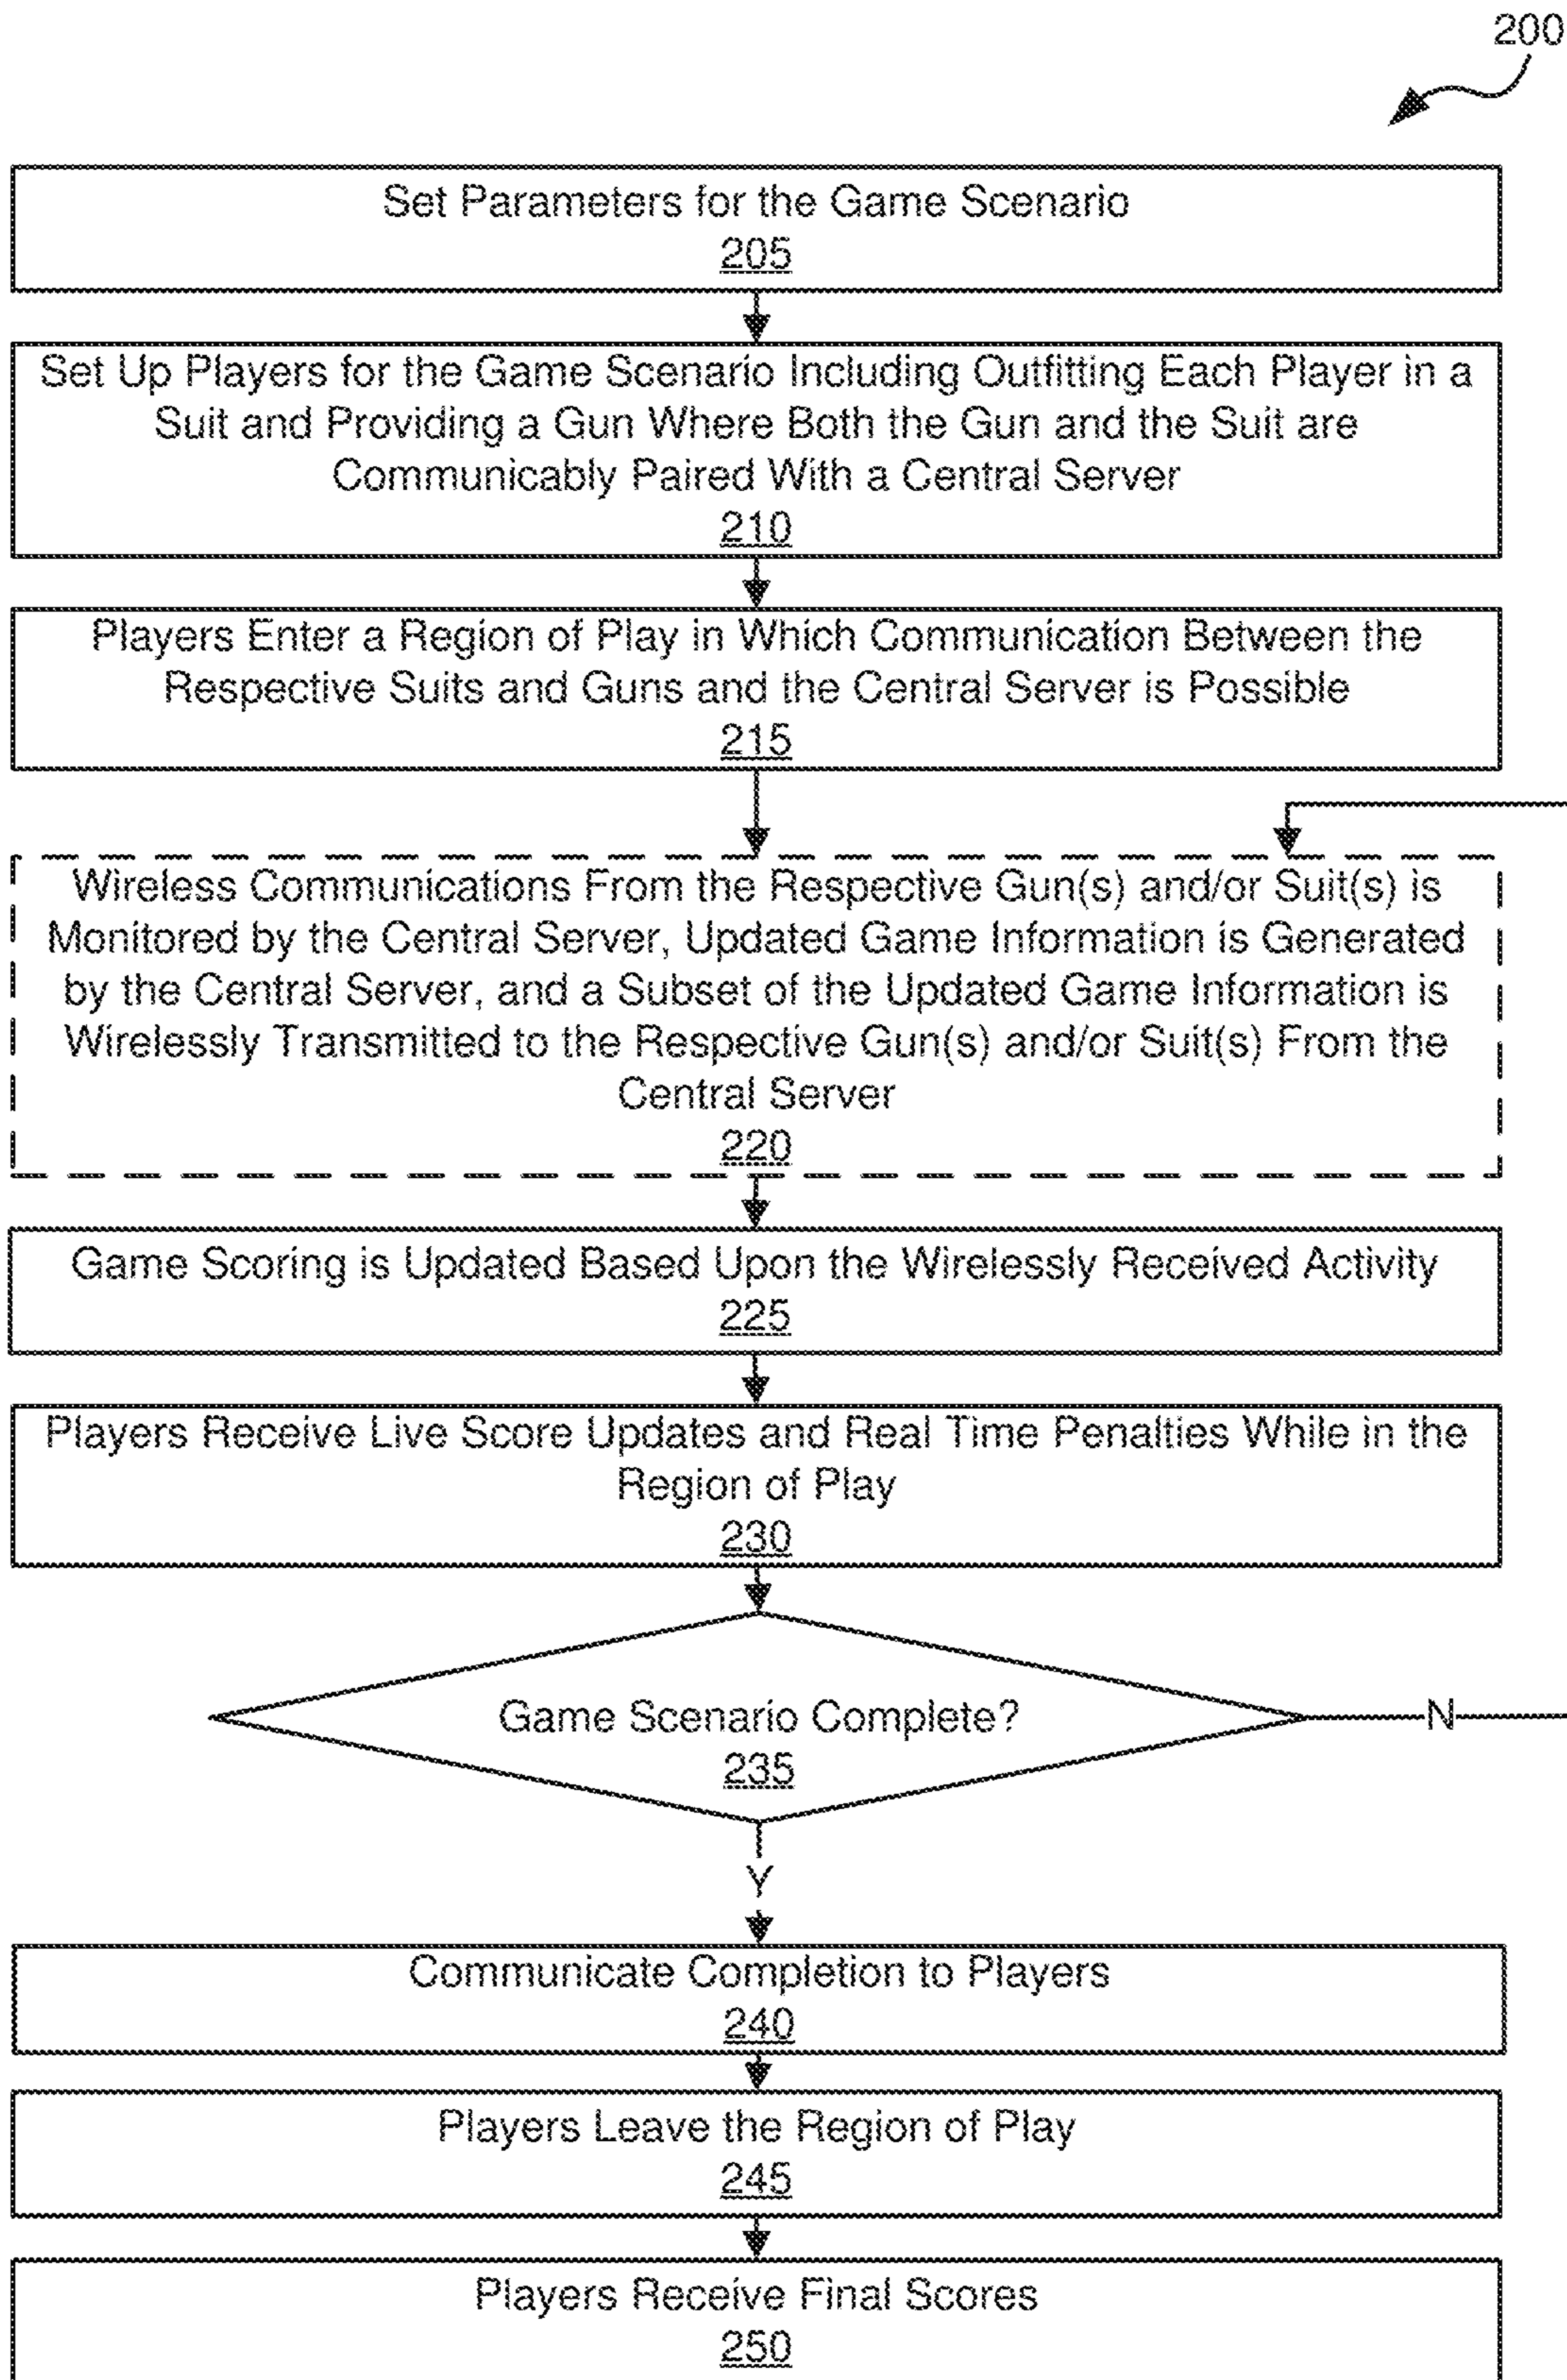 200
Set Parameters for the Game Scenario
205
Set Up Players for the Game Scenario Including Outfitting Each Player in a
Suit and Providing a Gun Where Both the Gun and the Suit are
Communicably Paired With a Central Server
210
Players Enter a Region of Play in Which Communication Between the
Respective Suits and Guns and the Central Server is Possible
215
Wireless Communications From the Respective Gun(s) and/or Suit(s) is
Monitored by the Central Server, Updated Game Information is Generated
by the Central Server, and a Subset of the Updated Game Information is
Wirelessly Transmitted to the Respective Gun(s) and/or Suit(s) From the
Central Server
220
Game Scoring is Updated Based Upon the Wirelessly Received Activity
225
Players Receive Live Score Updates and Real Time Penalties While in the
Region of Play
230
Game Scenario Complete?
235
N
Y
Communicate Completion to Players
240
Players Leave the Region of Play
245
Players Receive Final Scores
250